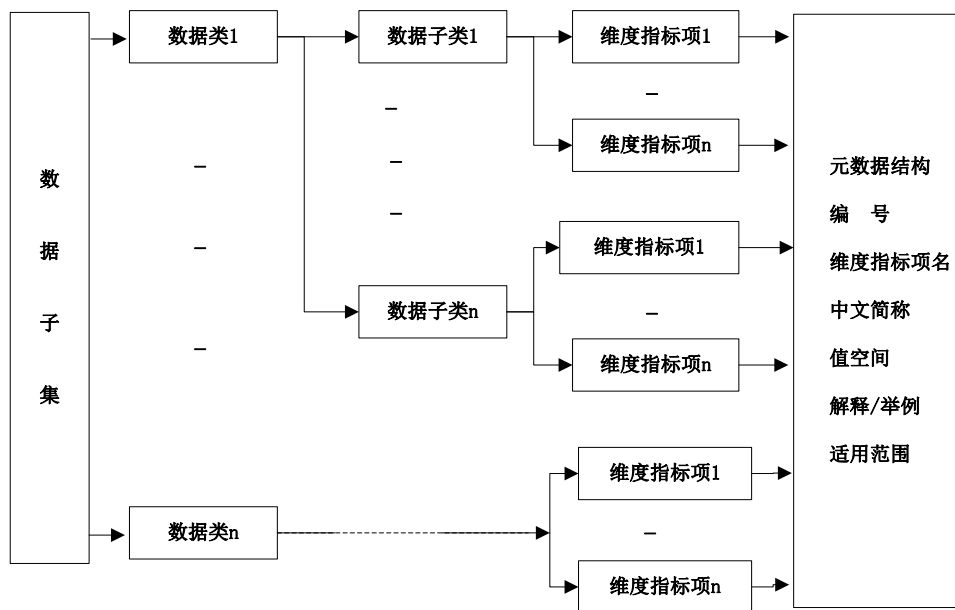 数据子集
数据类1
数据子类1
维度指标项1
维度指标项n
数据子类n
维度指标项1
维度指标项n
数据类n
维度指标项1
维度指标项n
元数据结构
编 号
维度指标项名
中文简称
值空间
解释/举例
适用范围